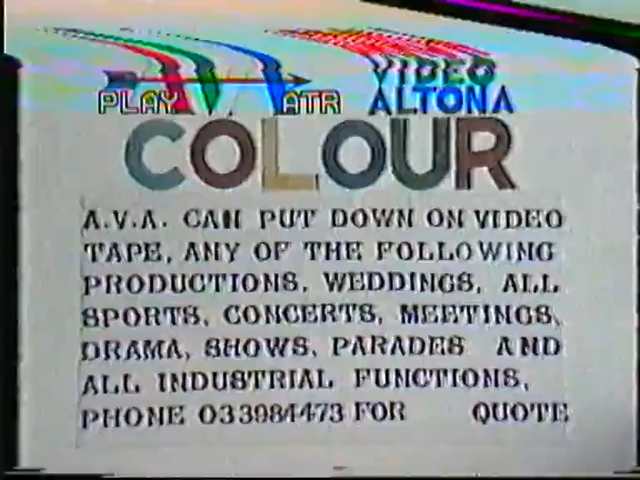 PLAY ATR VIDEO ALTONA
COLOUR
A.V.A. CAN PUT DOWN ON VIDEO
TAPE, ANY OF THE FOLLOWING
PRODUCTIONS, WEDDINGS, ALL
SPORTS, CONCERTS, MEETINGS,
DRAMA, SHOWS, PARADES AND
ALL INDUSTRIAL FUNCTIONS,
PHONE 033984473 FOR QUOTE